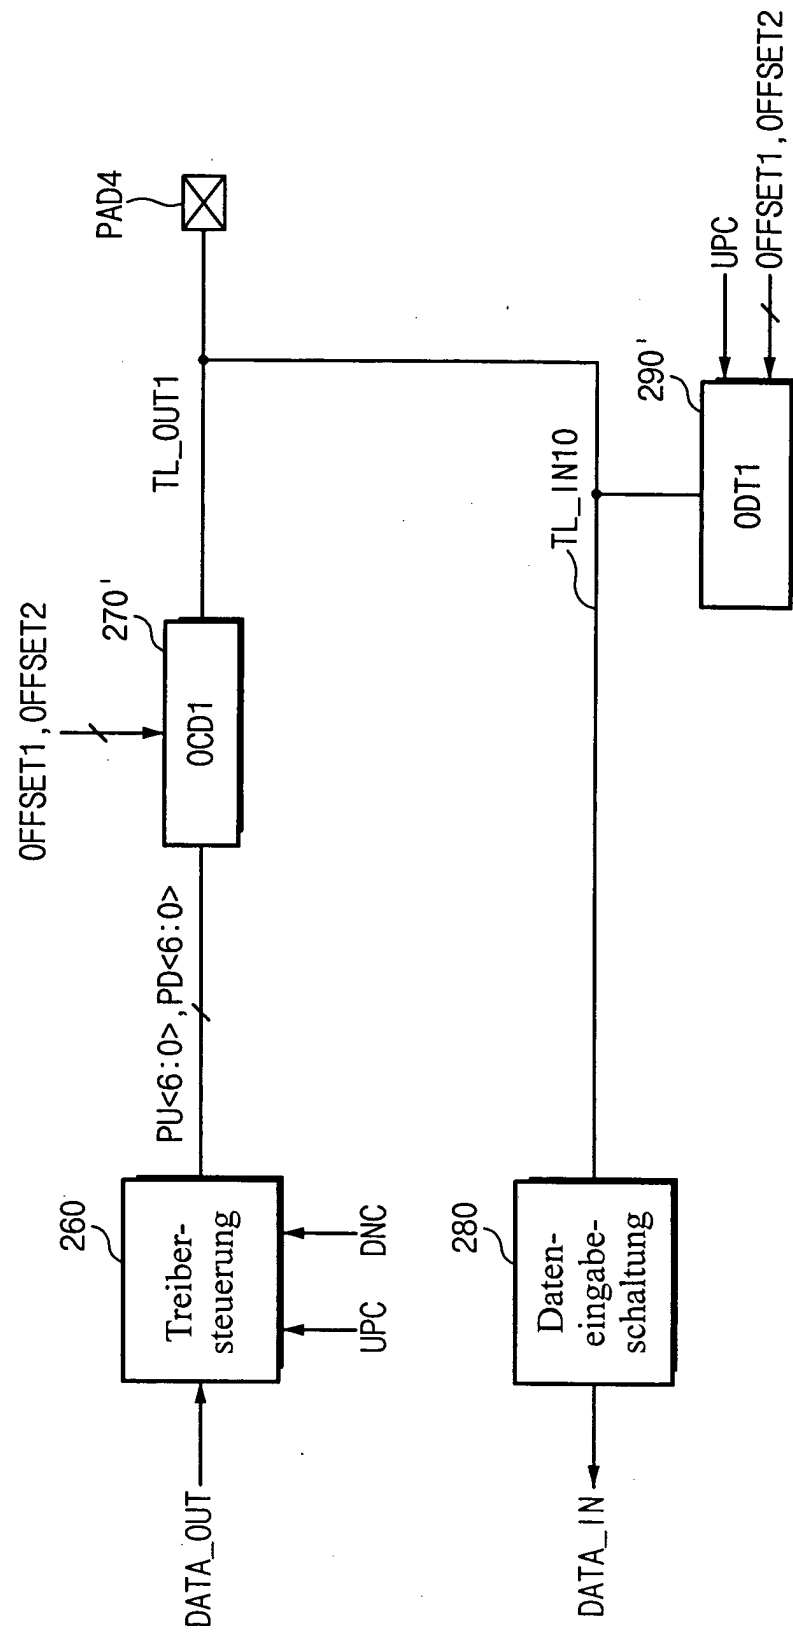 OFFSET1,OFFSET2
260
270'
PAD4
DATA_OUT
Treiber-
steuerung
PU<6:0>,PD<6:0>
OCD1
TL_OUT1
UPC
DNC
280
TL_IN10
290'
UPC
OFFSET1,OFFSET2
DATA_IN
Daten-
eingabe-
schaltung
ODT1